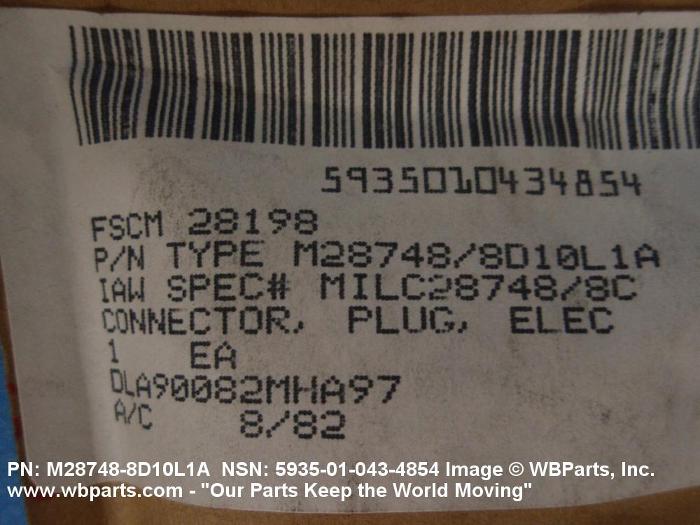 5935010434854
FSCM 28198
P/N TYPE M28748/8D10L1A
IAW SPEC# MILC28748/8C
CONNECTOR, PLUG, ELEC
1 EA
DLA90082MHA97
A/C 8/82
PN: M28748-8D10L1A NSN: 5935-01-043-4854 Image © WBParts, Inc.
www.wbparts.com - "Our Parts Keep the World Moving"